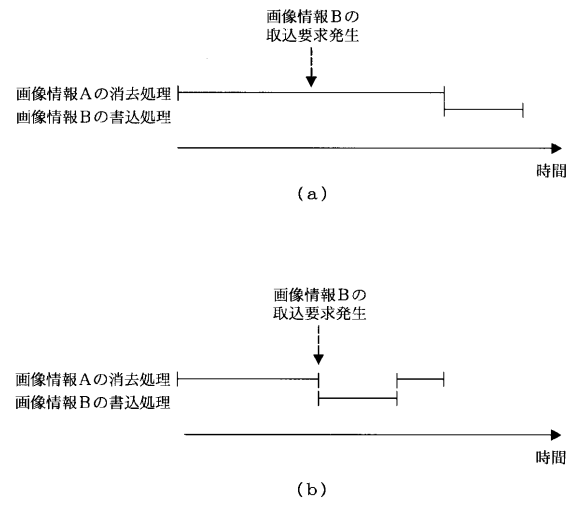 画像情報Bの
取込要求発生
画像情報Aの消去処理
画像情報Bの書込処理
時間
(a)
画像情報Bの
取込要求発生
画像情報Aの消去処理
画像情報Bの書込処理
時間
(b)